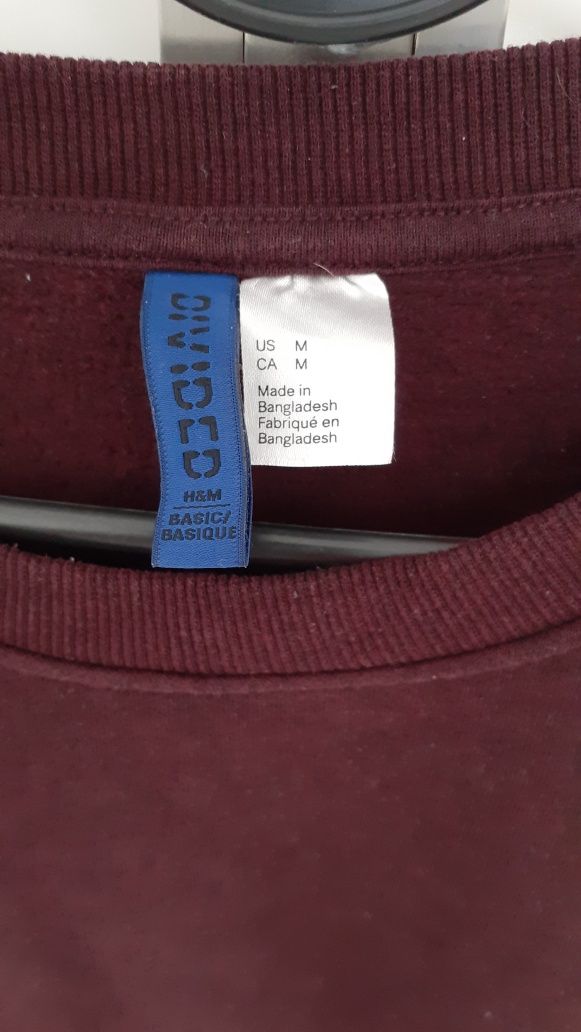 DIVIDED
H&M
BASIC/
BASIQUE
US M
CA M
Made in
Bangladesh
Fabriqué en
Bangladesh